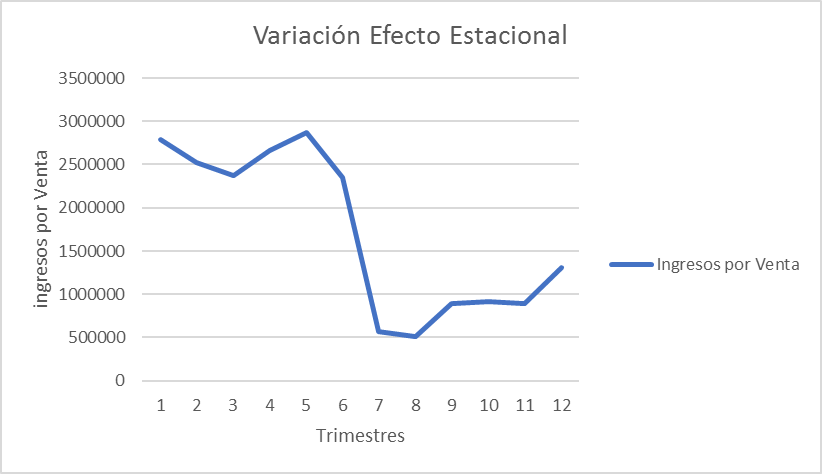 Variación Efecto Estacional
ingresos por Venta
3500000
3000000
2500000
2000000
1500000
1000000
500000
0
1 2 3 4 5 6 7 8 9 10 11 12
Trimestres
Ingresos por Venta